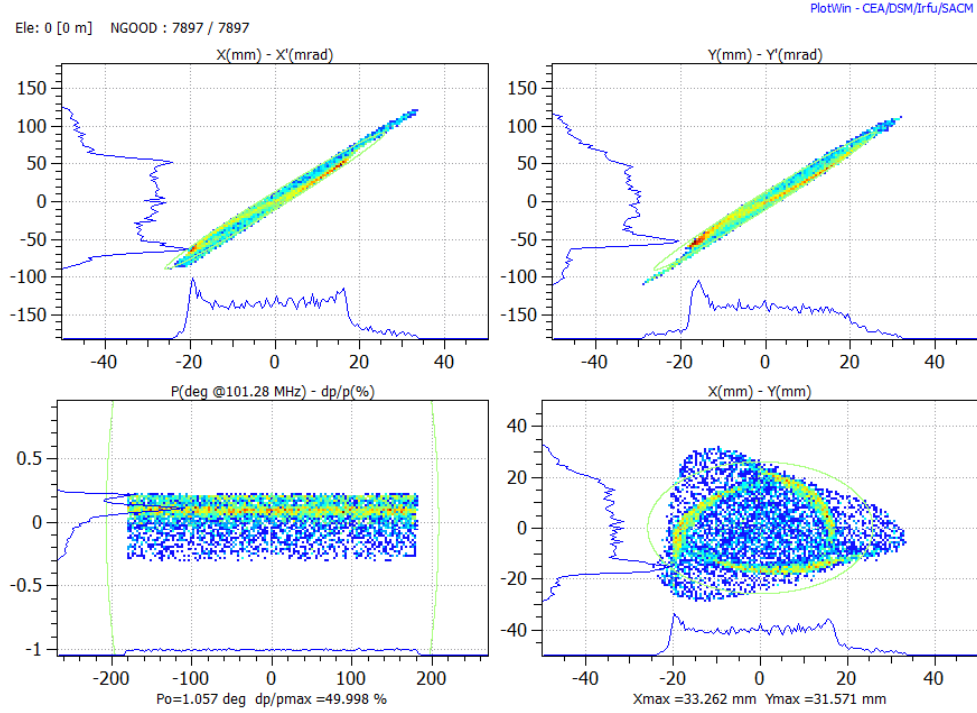 PlotWin - CEA/DSM/Irfu/SACM
Ele: 0 [0 m] NGOOD : 7897 / 7897
X(mm) - X'(mrad)
150
100
50
0
-50
-100
-150
-40 -20 0 20 40
Y(mm) - Y'(mrad)
150
100
50
0
-50
-100
-150
-40 -20 0 20 40
P(deg @101.28 MHz) - dp/p(%)
0.5
0
-0.5
-1
-200 -100 0 100 200
Po=1.057 deg dp/pmax =49.998 %
X(mm) - Y(mm)
40
20
0
-20
-40
-40 -20 0 20 40
Xmax =33.262 mm Ymax =31.571 mm